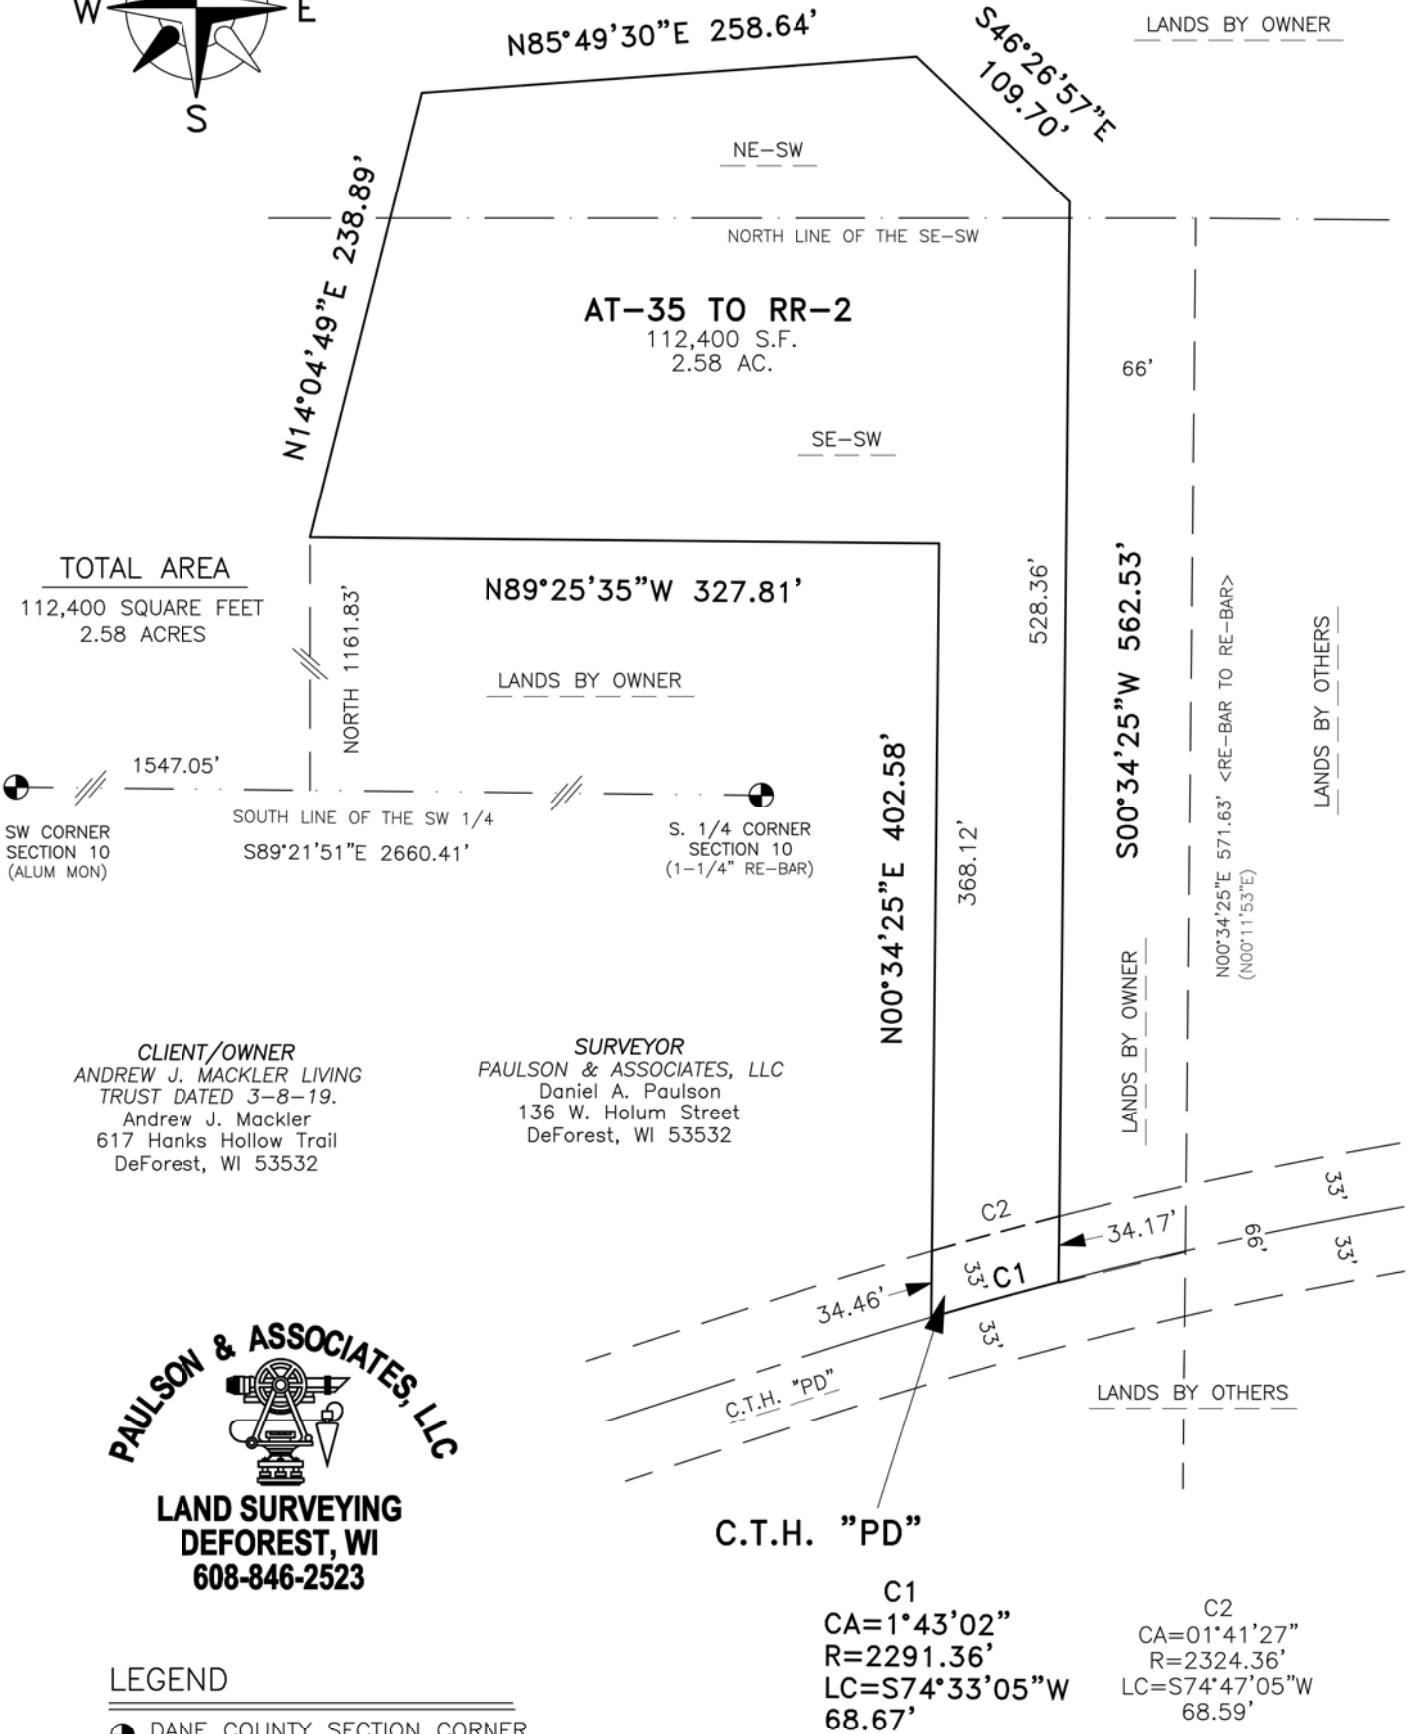 W E
S
N85°49'30"E 258.64'
S46°26'57"E
109.70'
LANDS BY OWNER
NE-SW
N14°04'49"E 238.89'
NORTH LINE OF THE SE-SW
AT-35 TO RR-2
112,400 S.F.
2.58 AC.
66'
SE-SW
TOTAL AREA
112,400 SQUARE FEET
2.58 ACRES
N89°25'35"W 327.81'
NORTH 1161.83'
LANDS BY OWNER
528.36'
S00°34'25"W 562.53'
N00°34'25"E 571.63' <RE-BAR TO RE-BAR>
(N00°11'53"E)
LANDS BY OTHERS
1547.05'
SOUTH LINE OF THE SW 1/4
S89°21'51"E 2660.41'
SW CORNER
SECTION 10
(ALUM MON)
S. 1/4 CORNER
SECTION 10
(1-1/4" RE-BAR)
N00°34'25"E 402.58'
368.12'
LANDS BY OWNER
CLIENT/OWNER
ANDREW J. MACKLER LIVING
TRUST DATED 3-8-19.
Andrew J. Mackler
617 Hanks Hollow Trail
DeForest, WI 53532
SURVEYOR
PAULSON & ASSOCIATES, LLC
Daniel A. Paulson
136 W. Holum Street
DeForest, WI 53532
C2
34.17'
33'
66'
33'
34.46'
33'
C1
33'
C.T.H. "PD"
LANDS BY OTHERS
PAULSON & ASSOCIATES, LLC
LAND SURVEYING
DEFOREST, WI
608-846-2523
C.T.H. "PD"
C1
CA=1°43'02"
R=2291.36'
LC=S74°33'05"W
68.67'
C2
CA=01°41'27"
R=2324.36'
LC=S74°47'05"W
68.59'
LEGEND
DANE COUNTY SECTION CORNER